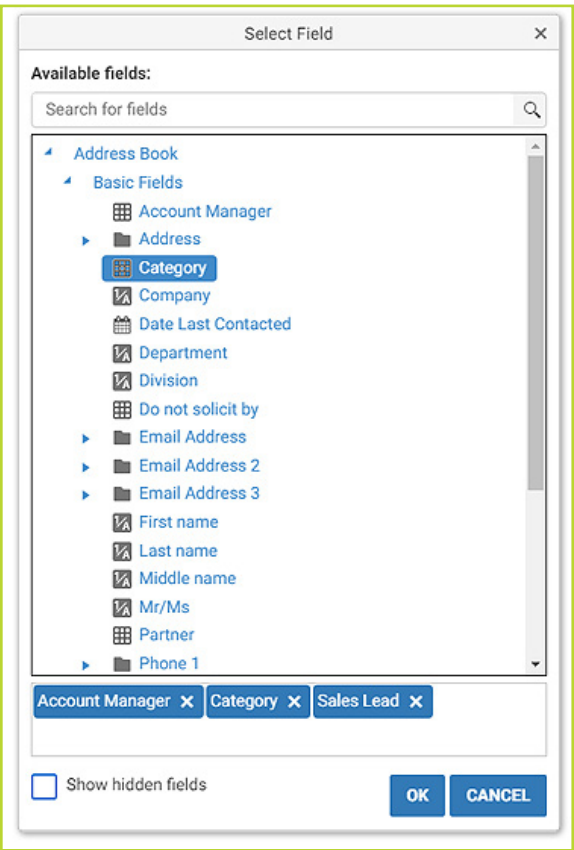 Select Field
Available fields:
Search for fields
Address Book
Basic Fields
Account Manager
Address
Category
Company
Date Last Contacted
Department
Division
Do not solicit by
Email Address
Email Address 2
Email Address 3
First name
Last name
Middle name
Mr/Ms
Partner
Phone 1
Account Manager Category Sales Lead
Show hidden fields OK CANCEL